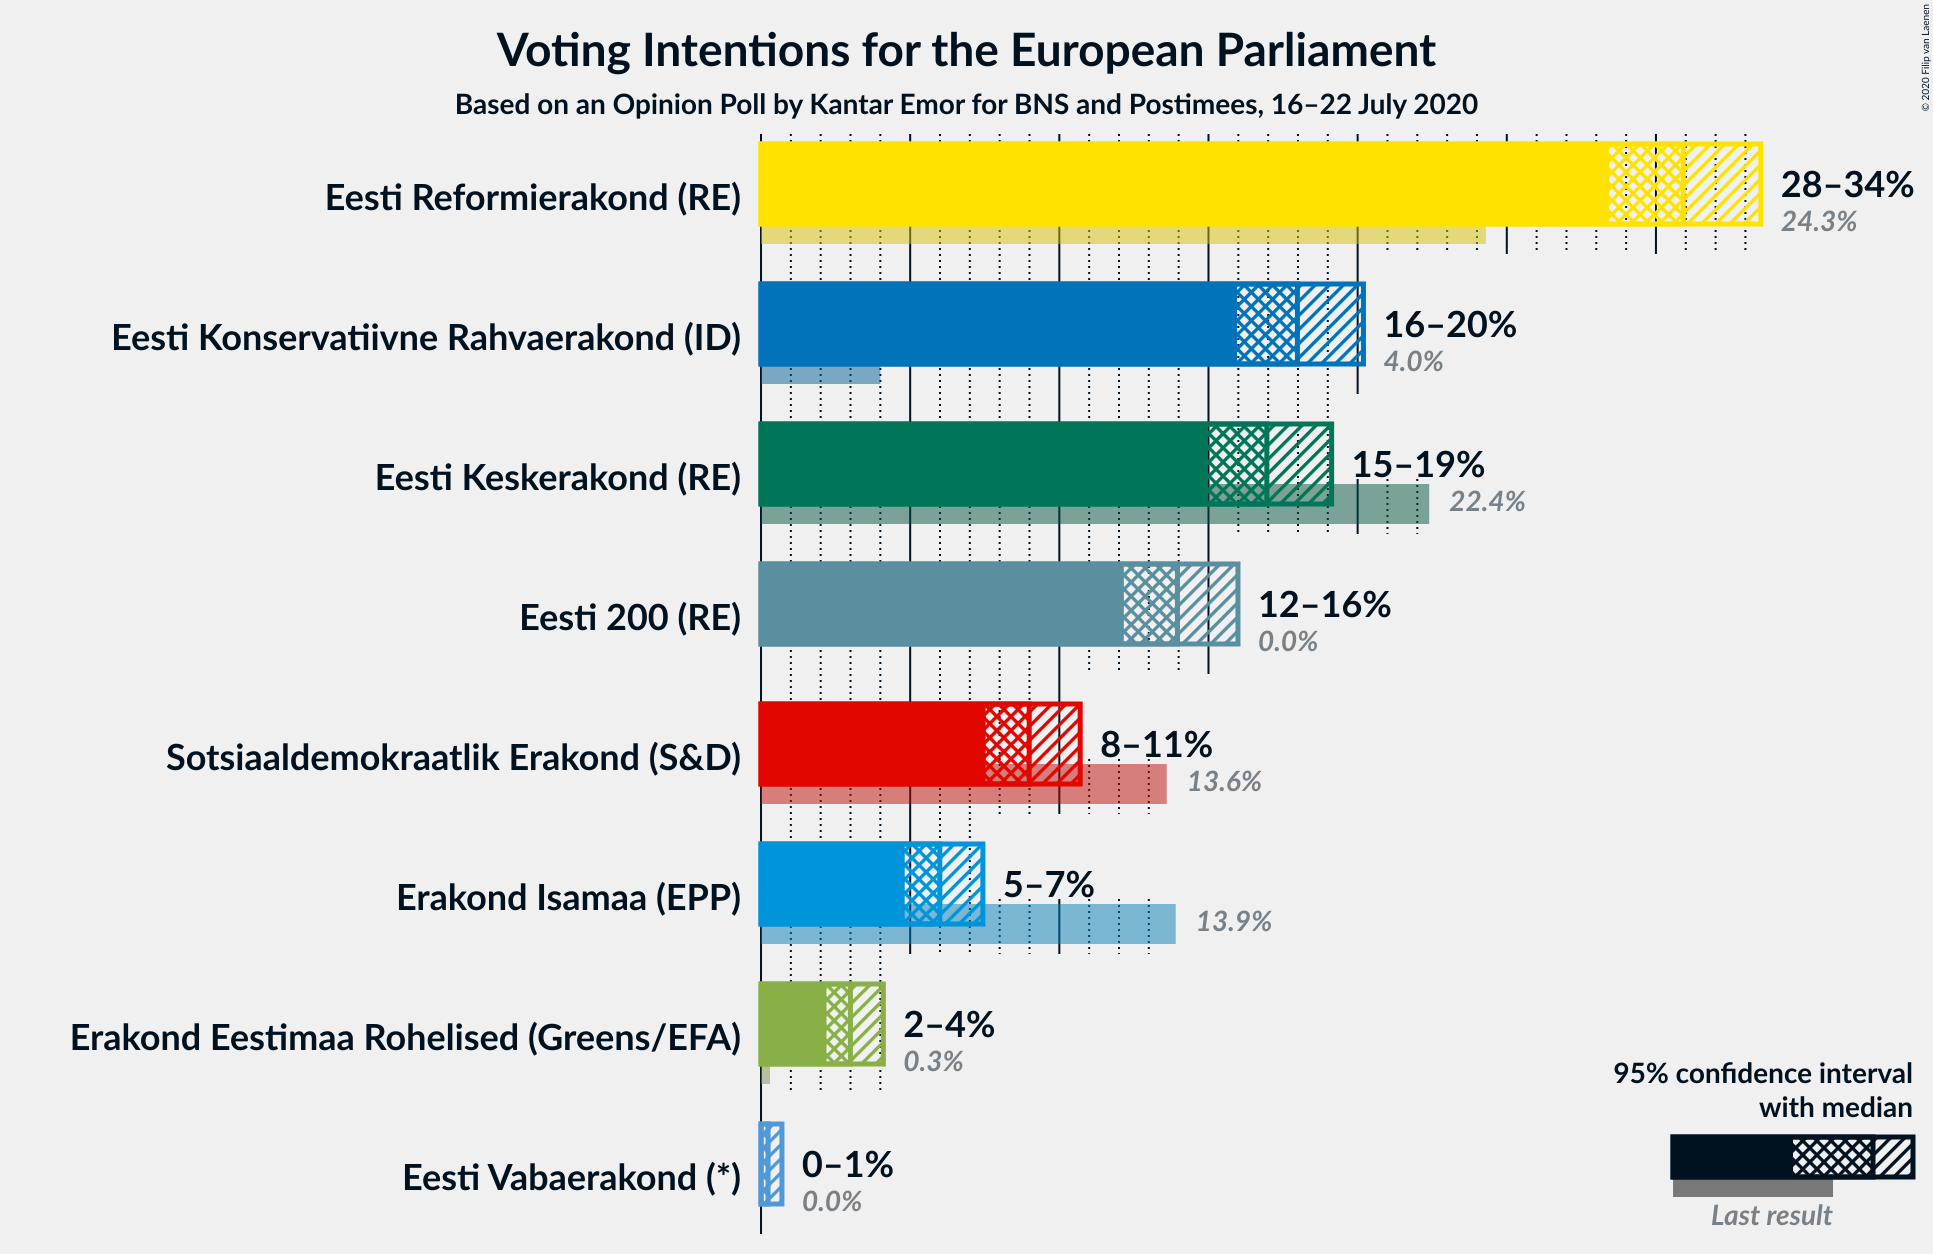 Voting Intentions for the European Parliament
Based on an Opinion Poll by Kantar Emor for BNS and Postimees, 16–22 July 2020
© 2020 Filip van Laenen
Eesti Reformierakond (RE)
28–34%
24.3%
Eesti Konservatiivne Rahvaerakond (ID)
16–20%
4.0%
Eesti Keskerakond (RE)
15–19%
22.4%
Eesti 200 (RE)
12–16%
0.0%
Sotsiaaldemokraatlik Erakond (S&D)
8–11%
13.6%
Erakond Isamaa (EPP)
5–7%
13.9%
Erakond Eestimaa Rohelised (Greens/EFA)
2–4%
0.3%
Eesti Vabaerakond (*)
0–1%
0.0%
95% confidence interval
with median
Last result